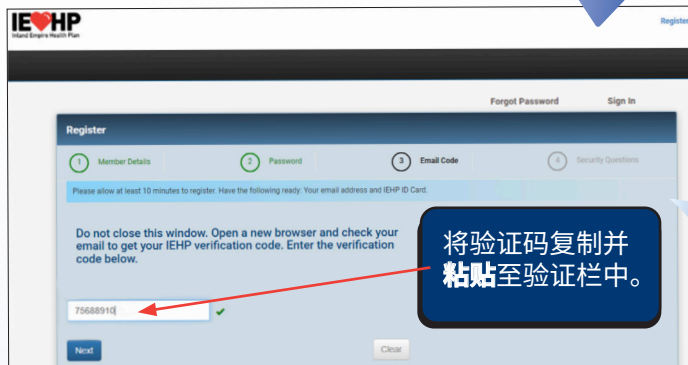 IEHP
Inland Empire Health Plan
Register
Forgot Password Sign In
Register
1 Member Details 2 Password 3 Email Code 4 Security Questions
Please allow at least 10 minutes to register. Have the following ready: Your email address and IEHP ID Card.
Do not close this window. Open a new browser and check your
email to get your IEHP verification code. Enter the verification
code below.
将验证码复制并
粘贴至验证栏中。
75688910
Next Clear